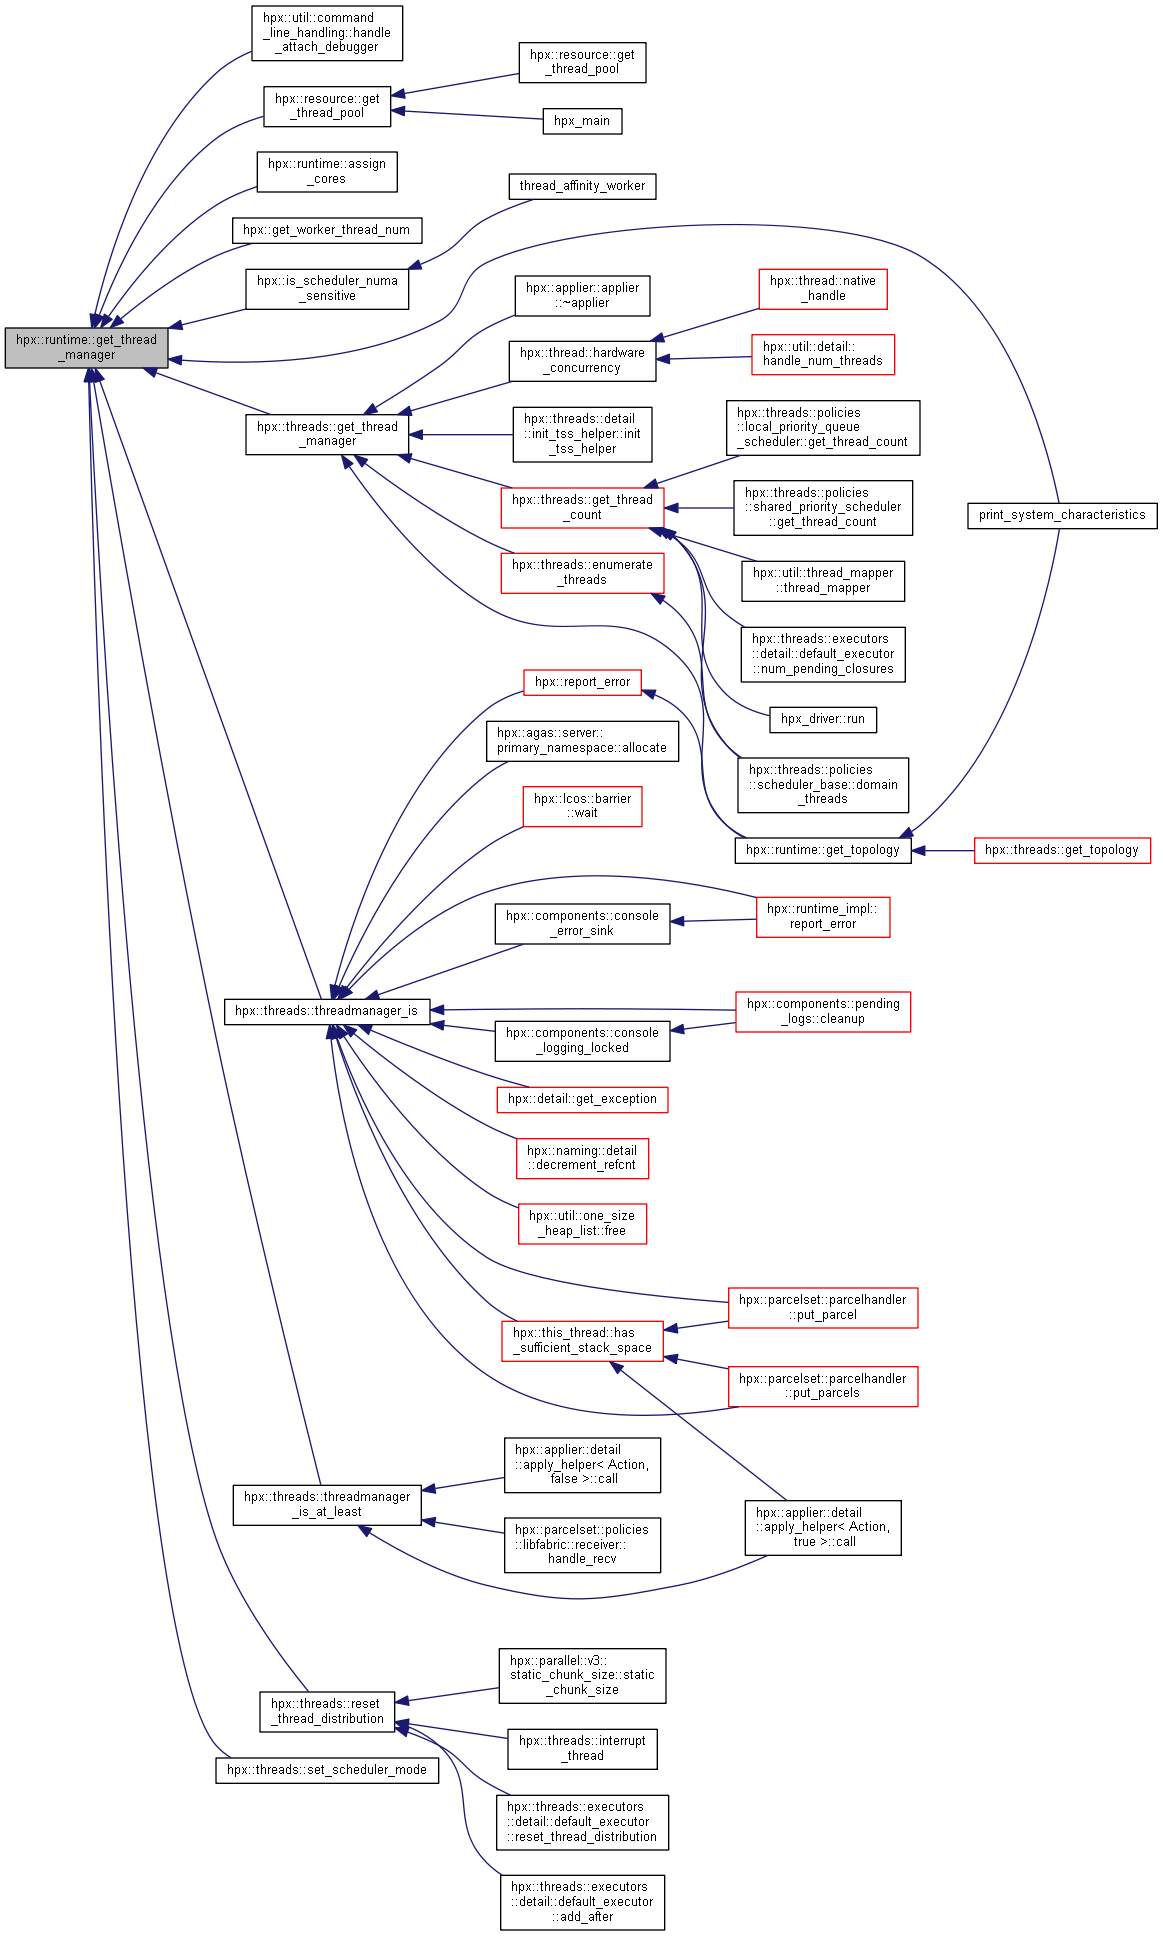 hpx::util::command
_line_handling::handle
_attach_debugger
hpx::resource::get
_thread_pool
hpx::resource::get
_thread_pool
hpx_main
hpx::runtime::assign
_cores
thread_affinity_worker
hpx::get_worker_thread_num
hpx::is_scheduler_numa
_sensitive
hpx::applier::applier
::~applier
hpx::thread::native
_handle
hpx::runtime::get_thread
_manager
hpx::thread::hardware
_concurrency
hpx::util::detail::
handle_num_threads
hpx::threads::get_thread
_manager
hpx::threads::detail
::init_tss_helper::init
_tss_helper
hpx::threads::policies
::local_priority_queue
_scheduler::get_thread_count
hpx::threads::get_thread
_count
hpx::threads::policies
::shared_priority_scheduler
::get_thread_count
print_system_characteristics
hpx::threads::enumerate
_threads
hpx::util::thread_mapper
::thread_mapper
hpx::threads::executors
::detail::default_executor
::num_pending_closures
hpx::report_error
hpx_driver::run
hpx::agas::server::
primary_namespace::allocate
hpx::threads::policies
::scheduler_base::domain
_threads
hpx::lcos::barrier
::wait
hpx::runtime::get_topology
hpx::threads::get_topology
hpx::components::console
_error_sink
hpx::runtime_impl::
report_error
hpx::threads::threadmanager_is
hpx::components::pending
_logs::cleanup
hpx::components::console
_logging_locked
hpx::detail::get_exception
hpx::naming::detail
::decrement_refcnt
hpx::util::one_size
_heap_list::free
hpx::parcelset::parcelhandler
::put_parcel
hpx::this_thread::has
_sufficient_stack_space
hpx::parcelset::parcelhandler
::put_parcels
hpx::applier::detail
::apply_helper< Action,
false >::call
hpx::threads::threadmanager
_is_at_least
hpx::applier::detail
::apply_helper< Action,
true >::call
hpx::parcelset::policies
::libfabric::receiver::
handle_recv
hpx::parallel::v3::
static_chunk_size::static
_chunk_size
hpx::threads::reset
_thread_distribution
hpx::threads::interrupt
_thread
hpx::threads::set_scheduler_mode
hpx::threads::executors
::detail::default_executor
::reset_thread_distribution
hpx::threads::executors
::detail::default_executor
::add_after